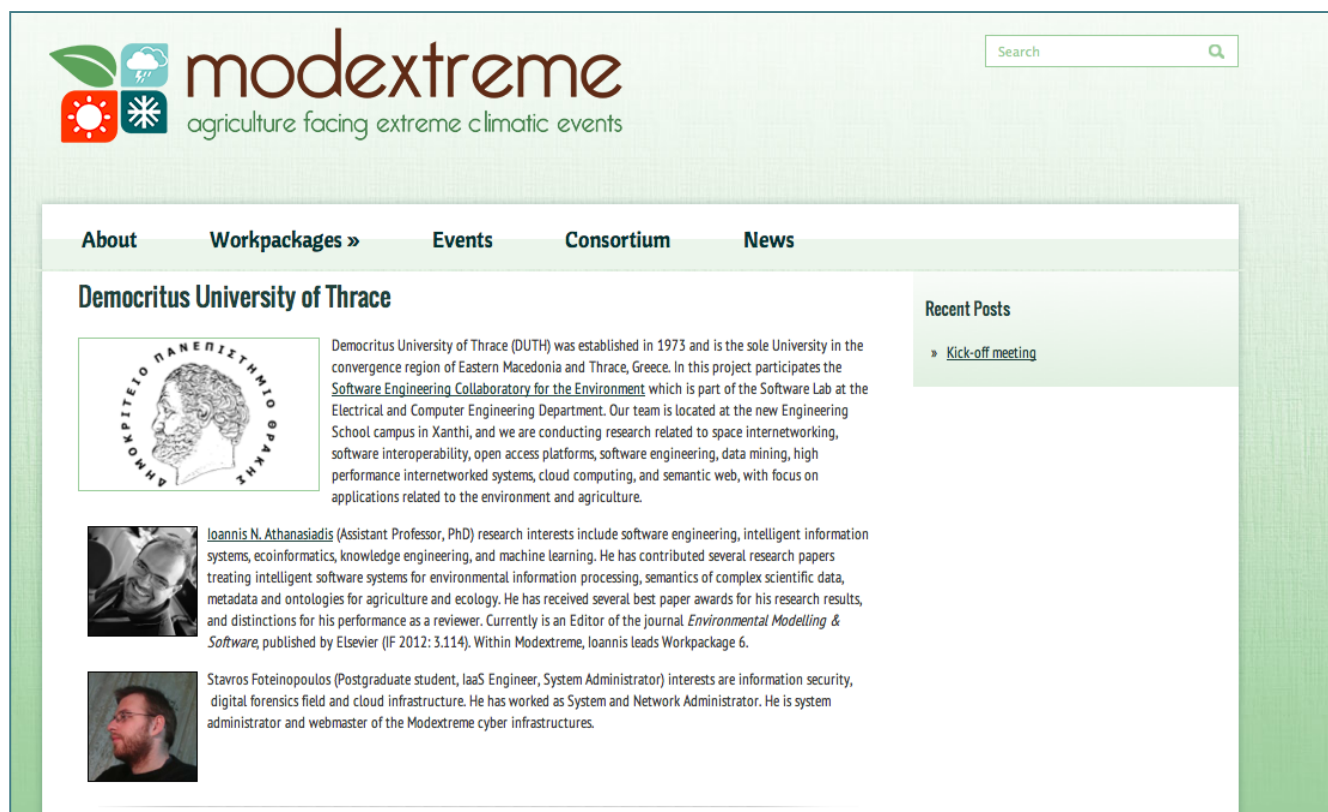 modextreme
agriculture facing extreme climatic events
Search
About
Workpackages »
Events
Consortium
News
Democritus University of Thrace
ΔΗΜΟΚΡΙΤΕΙΟ ΠΑΝΕΠΙΣΤΗΜΙΟ ΘΡΑΚΗΣ
Democritus University of Thrace (DUTH) was established in 1973 and is the sole University in the
convergence region of Eastern Macedonia and Thrace, Greece. In this project participates the
Software Engineering Collaboratory for the Environment which is part of the Software Lab at the
Electrical and Computer Engineering Department. Our team is located at the new Engineering
School campus in Xanthi, and we are conducting research related to space internetworking,
software interoperability, open access platforms, software engineering, data mining, high
performance internetworked systems, cloud computing, and semantic web, with focus on
applications related to the environment and agriculture.
Ioannis N. Athanasiadis (Assistant Professor, PhD) research interests include software engineering, intelligent information
systems, ecoinformatics, knowledge engineering, and machine learning. He has contributed several research papers
treating intelligent software systems for environmental information processing, semantics of complex scientific data,
metadata and ontologies for agriculture and ecology. He has received several best paper awards for his research results,
and distinctions for his performance as a reviewer. Currently is an Editor of the journal Environmental Modelling &
Software, published by Elsevier (IF 2012: 3.114). Within Modextreme, Ioannis leads Workpackage 6.
Stavros Foteinopoulos (Postgraduate student, IaaS Engineer, System Administrator) interests are information security,
digital forensics field and cloud infrastructure. He has worked as System and Network Administrator. He is system
administrator and webmaster of the Modextreme cyber infrastructures.
Recent Posts
» Kick-off meeting